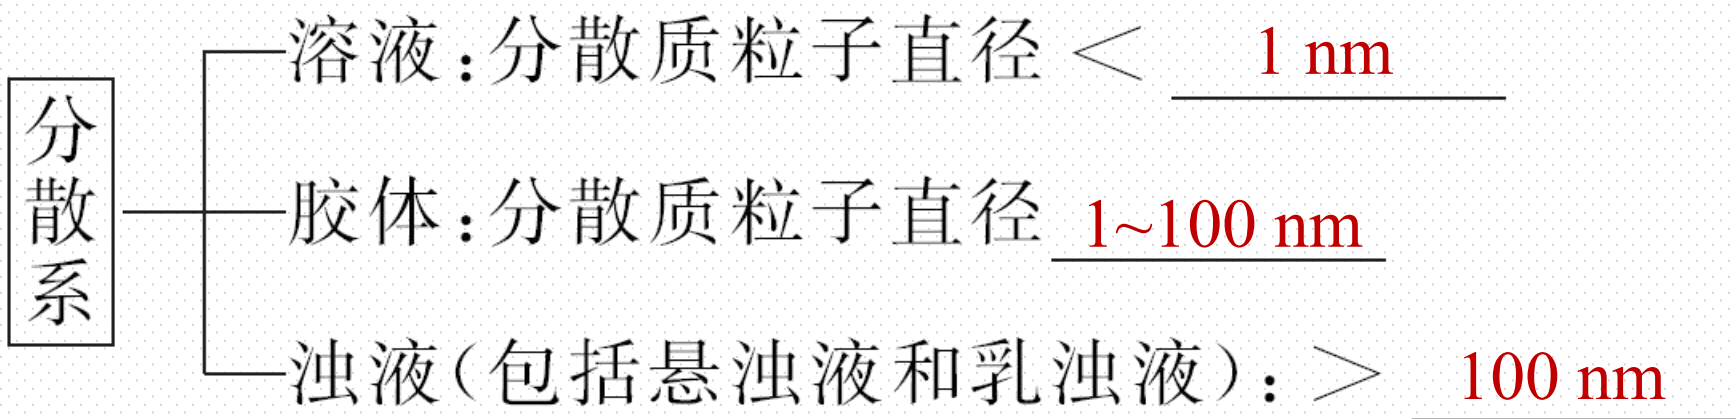 溶液:分散质粒子直径＜ 1 nm
分散系
胶体:分散质粒子直径 1~100 nm
浊液(包括悬浊液和乳浊液):＞ 100 nm